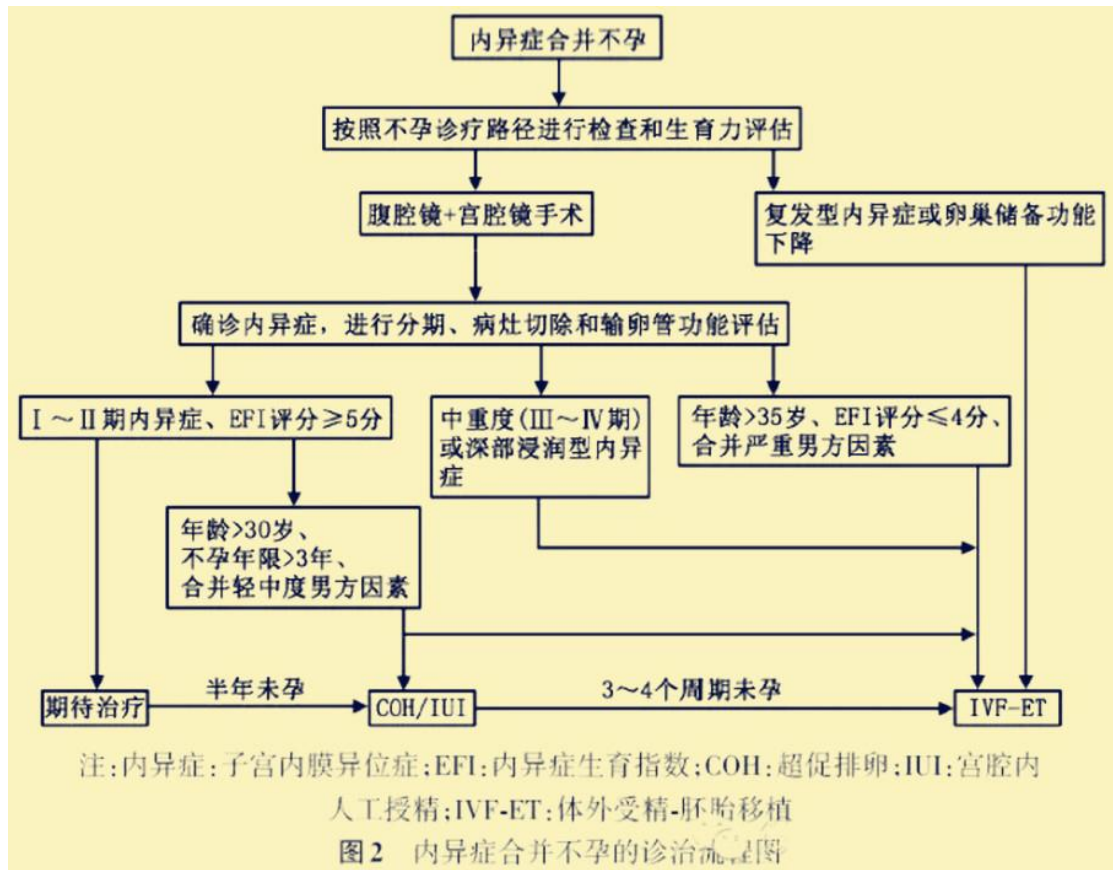 内异症合并不孕
按照不孕诊疗路径进行检查和生育力评估
腹腔镜+宫腔镜手术
复发型内异症或卵巢储备功能
下降
确诊内异症，进行分期、病灶切除和输卵管功能评估
Ⅰ～Ⅱ期内异症、EFI评分≥5分
中重度(Ⅲ～Ⅳ期)
或深部浸润型内异
症
年龄>35岁、EFI评分≤4分、
合并严重男方因素
年龄>30岁、
不孕年限>3年、
合并轻中度男方因素
期待治疗
半年未孕
COH/IUI
3～4个周期未孕
IVF-ET
注:内异症:子宫内膜异位症;EFI:内异症生育指数;COH:超促排卵;IUI:宫腔内
人工授精;IVF-ET:体外受精-胚胎移植
图2 内异症合并不孕的诊治流程图